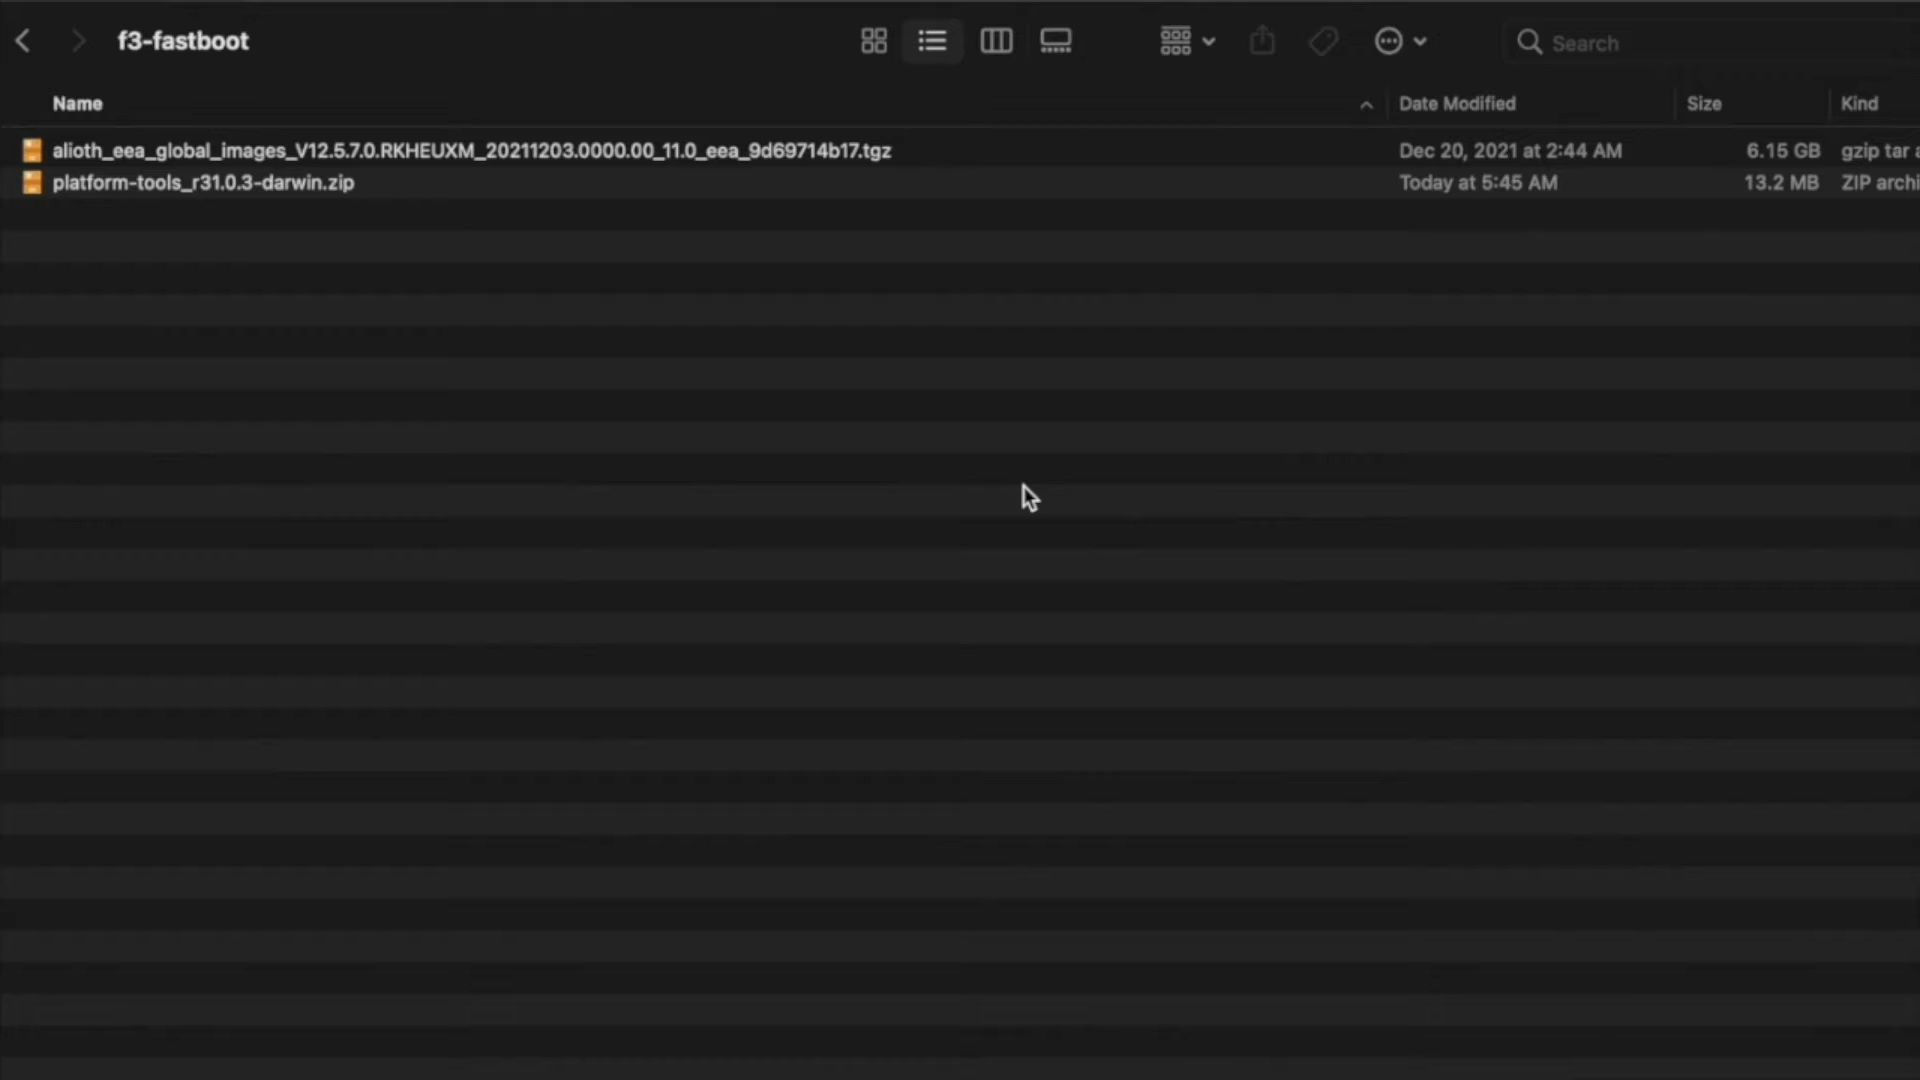 f3-fastboot
Search
Name Date Modified Size Kind
alioth_eea_global_images_V12.5.7.0.RKHEUXM_20211203.0000.00_11.0_eea_9d69714b17.tgz Dec 20, 2021 at 2:44 AM 6.15 GB gzip tar a
platform-tools_r31.0.3-darwin.zip Today at 5:45 AM 13.2 MB ZIP archi